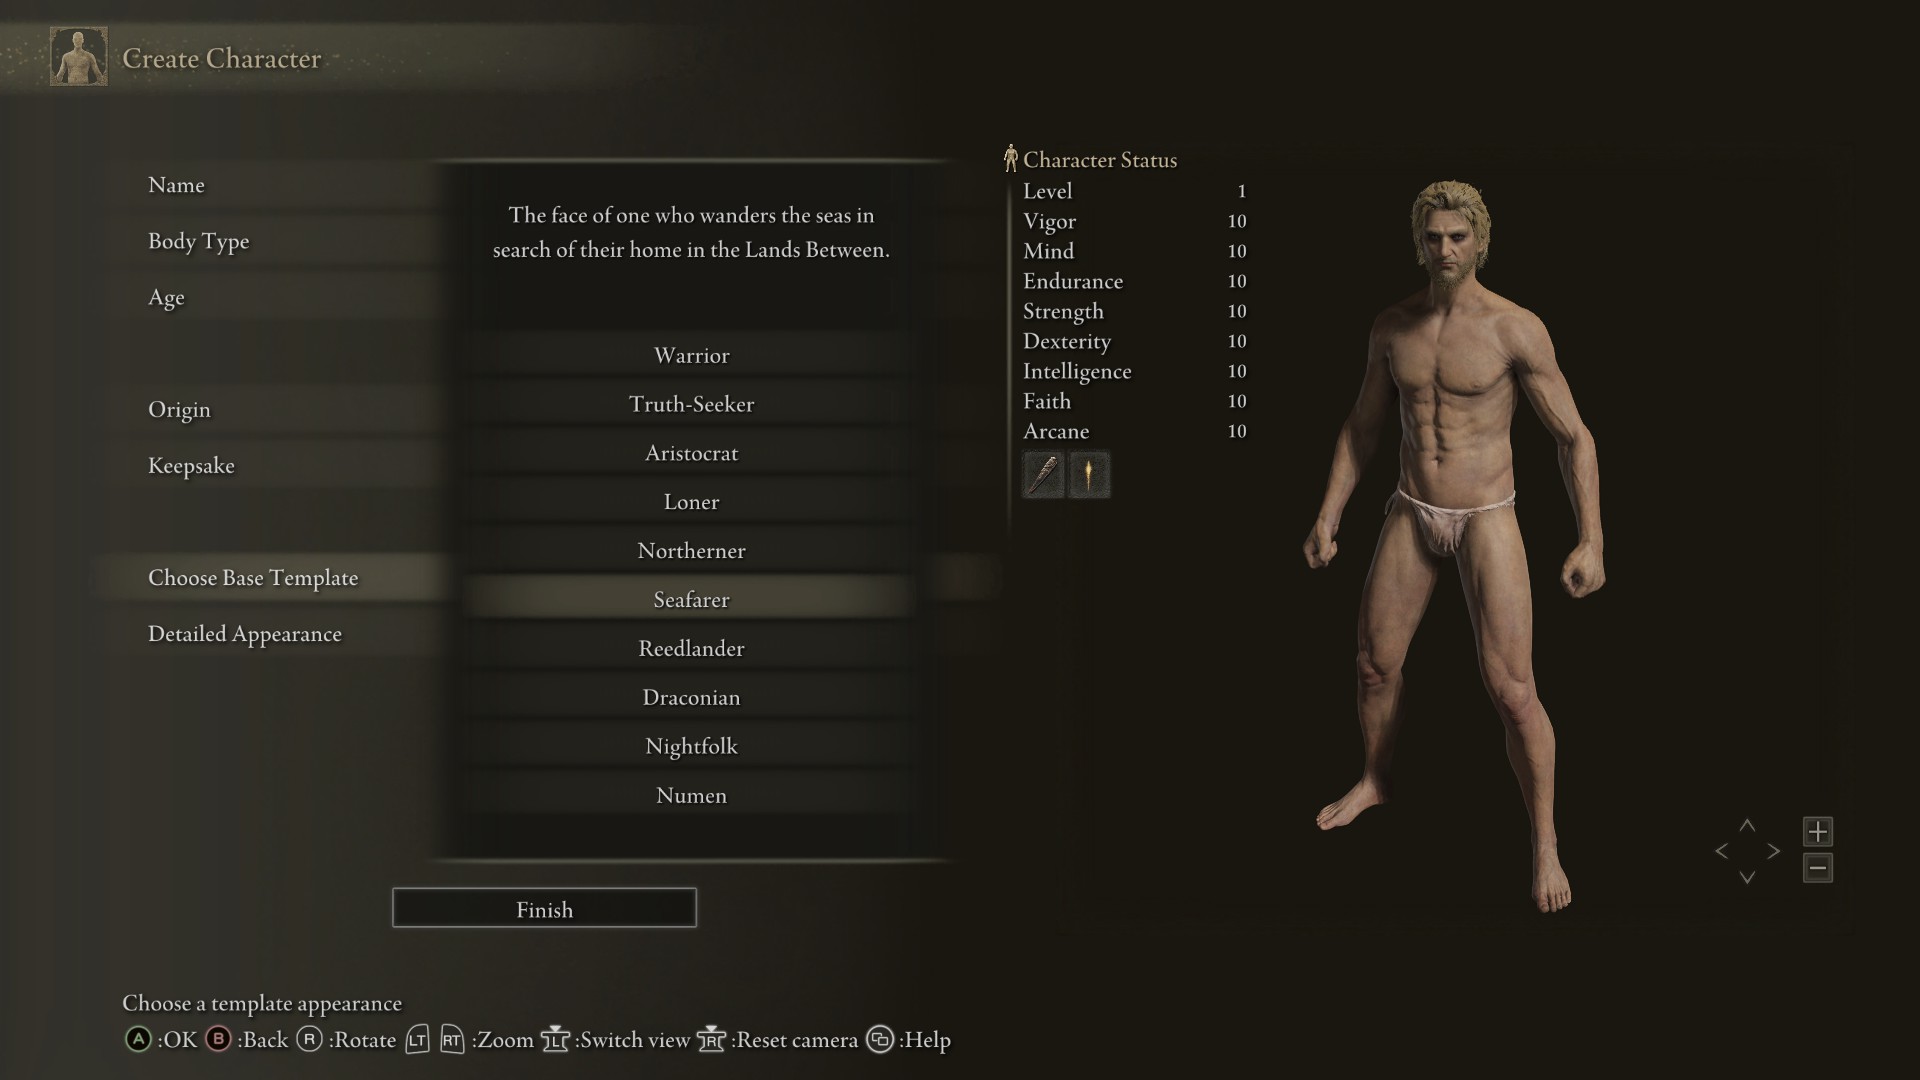 Create Character
Name
Body Type
Age
Origin
Keepsake
Choose Base Template
Detailed Appearance
The face of one who wanders the seas in
search of their home in the Lands Between.
Warrior
Truth-Seeker
Aristocrat
Loner
Northerner
Seafarer
Reedlander
Draconian
Nightfolk
Numen
Finish
Character Status
Level 1
Vigor 10
Mind 10
Endurance 10
Strength 10
Dexterity 10
Intelligence 10
Faith 10
Arcane 10
Choose a template appearance
A :OK B :Back R :Rotate LT RT :Zoom L :Switch view R :Reset camera :Help